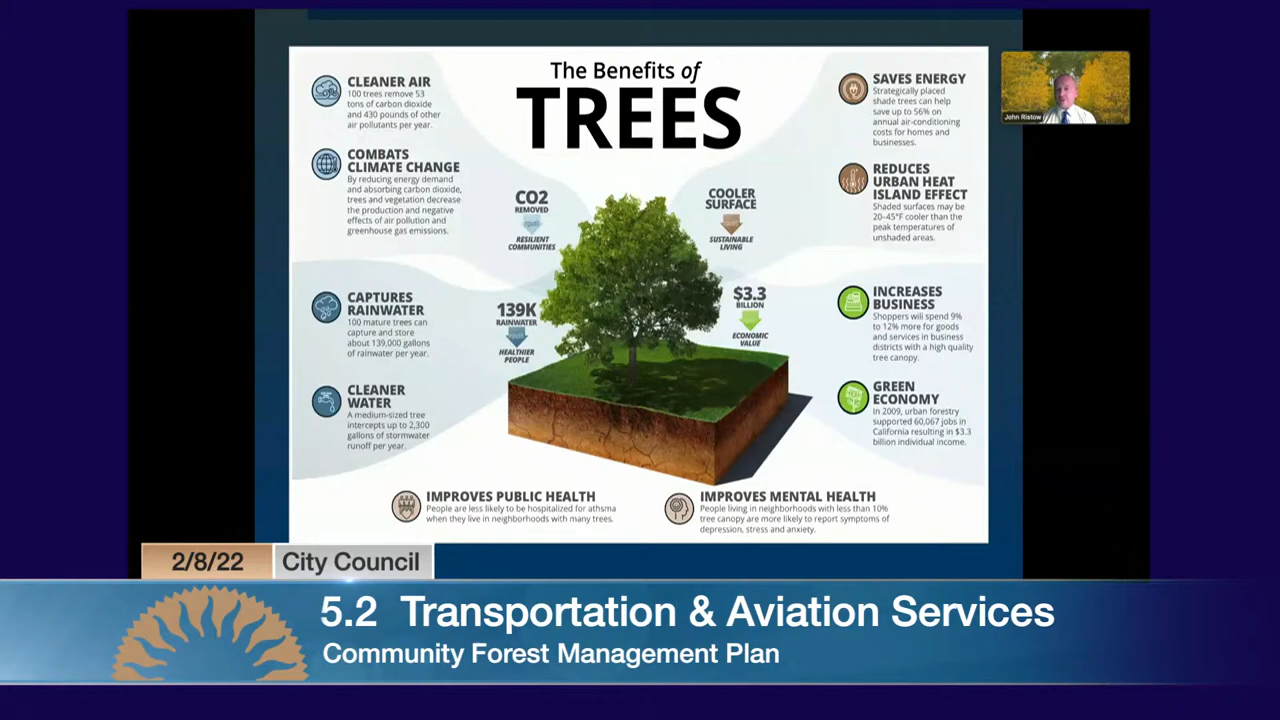 The Benefits of
TREES
CLEANER AIR
100 trees remove 53
tons of carbon dioxide
and 430 pounds of other
air pollutants per year.
COMBATS
CLIMATE CHANGE
By reducing energy demand
and absorbing carbon dioxide,
trees and vegetation decrease
the production and negative
effects of air pollution and
greenhouse gas emissions.
CAPTURES
RAINWATER
100 mature trees can
capture and store
about 139,000 gallons
of rainwater per year.
CLEANER
WATER
A medium-sized tree
intercepts up to 2,300
gallons of stormwater
runoff per year.
CO2
REMOVED
RESILIENT
COMMUNITIES
139K
RAINWATER
HEALTHIER
PEOPLE
COOLER
SURFACE
SUSTAINABLE
LIVING
$3.3
BILLION
ECONOMIC
VALUE
SAVES ENERGY
Strategically placed
shade trees can help
save up to 56% on
annual air-conditioning
costs for homes and
businesses.
REDUCES
URBAN HEAT
ISLAND EFFECT
Shaded surfaces may be
20–45°F cooler than the
peak temperatures of
unshaded areas.
INCREASES
BUSINESS
Shoppers will spend 9%
to 12% more for goods
and services in business
districts with a high quality
tree canopy.
GREEN
ECONOMY
In 2009, urban forestry
supported 60,067 jobs in
California resulting in $3.3
billion individual income.
IMPROVES PUBLIC HEALTH
People are less likely to be hospitalized for athsma
when they live in neighborhoods with many trees.
IMPROVES MENTAL HEALTH
People living in neighborhoods with less than 10%
tree canopy are more likely to report symptoms of
depression, stress and anxiety.
John Ristow
2/8/22
City Council
5.2 Transportation & Aviation Services
Community Forest Management Plan